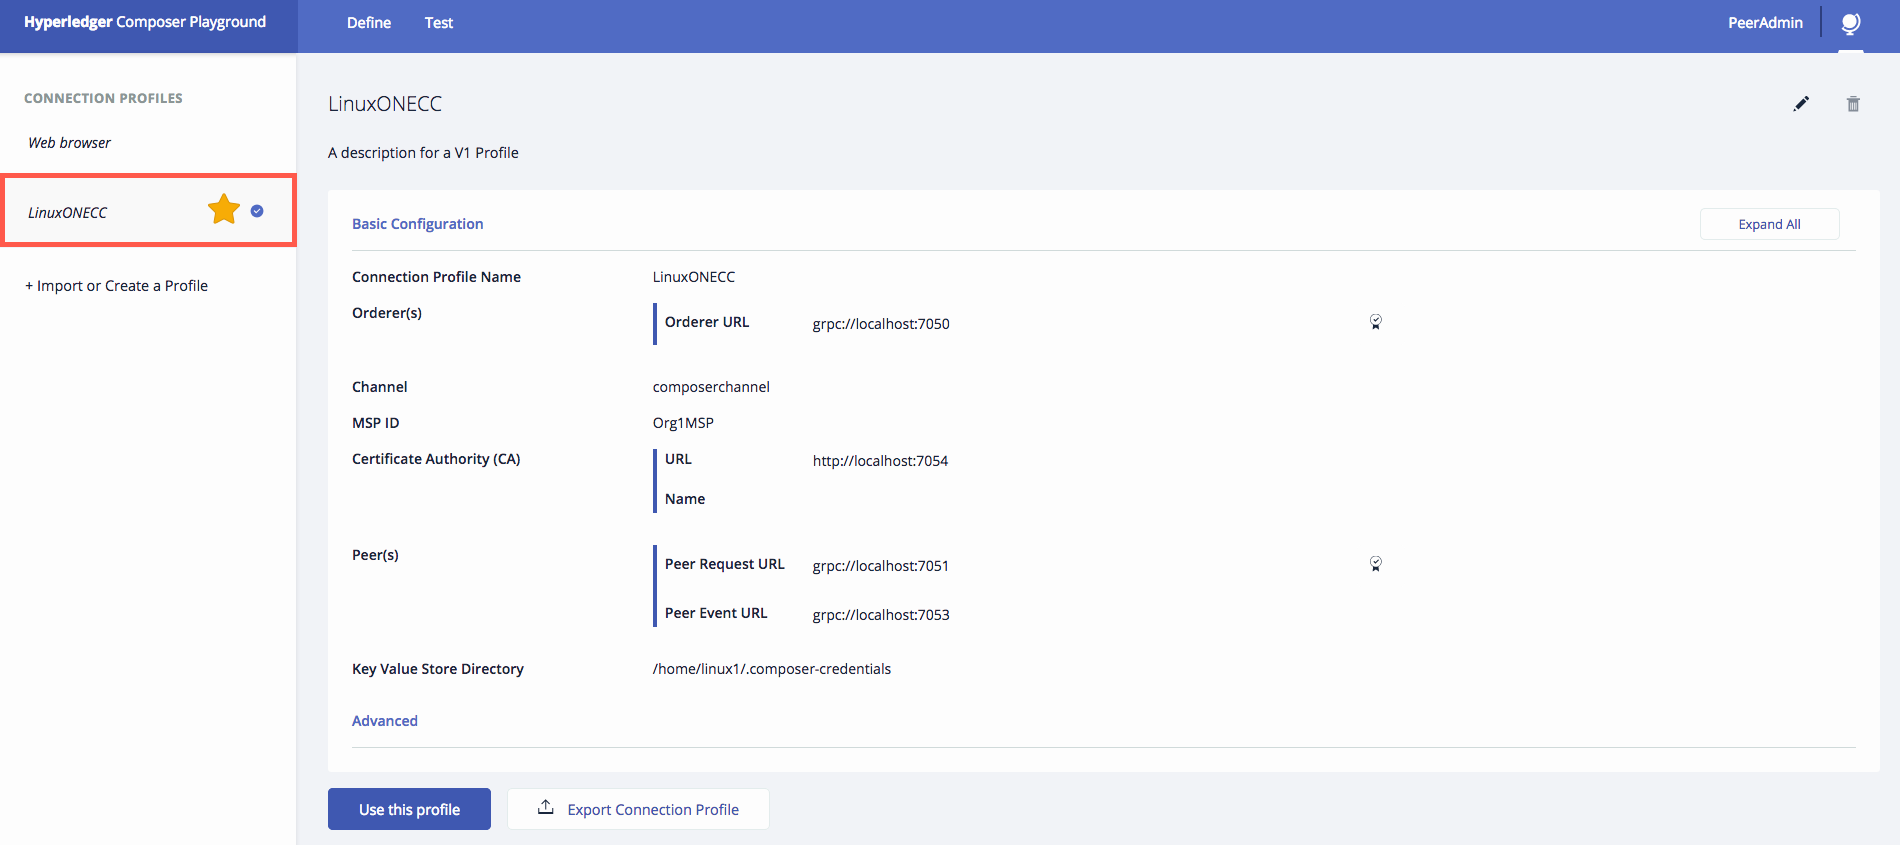 Hyperledger Composer Playground
Define
Test
PeerAdmin
CONNECTION PROFILES
Web browser
LinuxONECC
+ Import or Create a Profile
LinuxONECC
A description for a V1 Profile
Basic Configuration
Expand All
Connection Profile Name LinuxONECC
Orderer(s)
Orderer URL grpc://localhost:7050
Channel composerchannel
MSP ID Org1MSP
Certificate Authority (CA)
URL http://localhost:7054
Name
Peer(s)
Peer Request URL grpc://localhost:7051
Peer Event URL grpc://localhost:7053
Key Value Store Directory /home/linux1/.composer-credentials
Advanced
Use this profile
Export Connection Profile